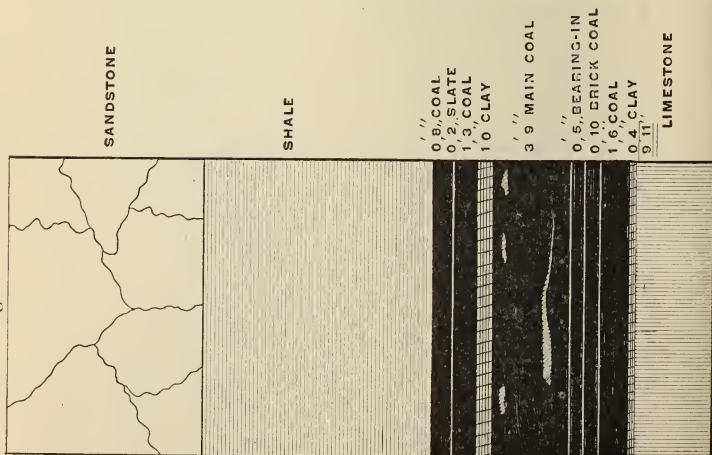 SANDSTONE
SHALE
0, 8,, COAL
0, 2, SLATE
1, 3, COAL
1 0 CLAY
3 9 MAIN COAL
0, 5,, BEARING-IN
0 10 BRICK COAL
1, 6 COAL
0, 4, CLAY
9 11"
LIMESTONE